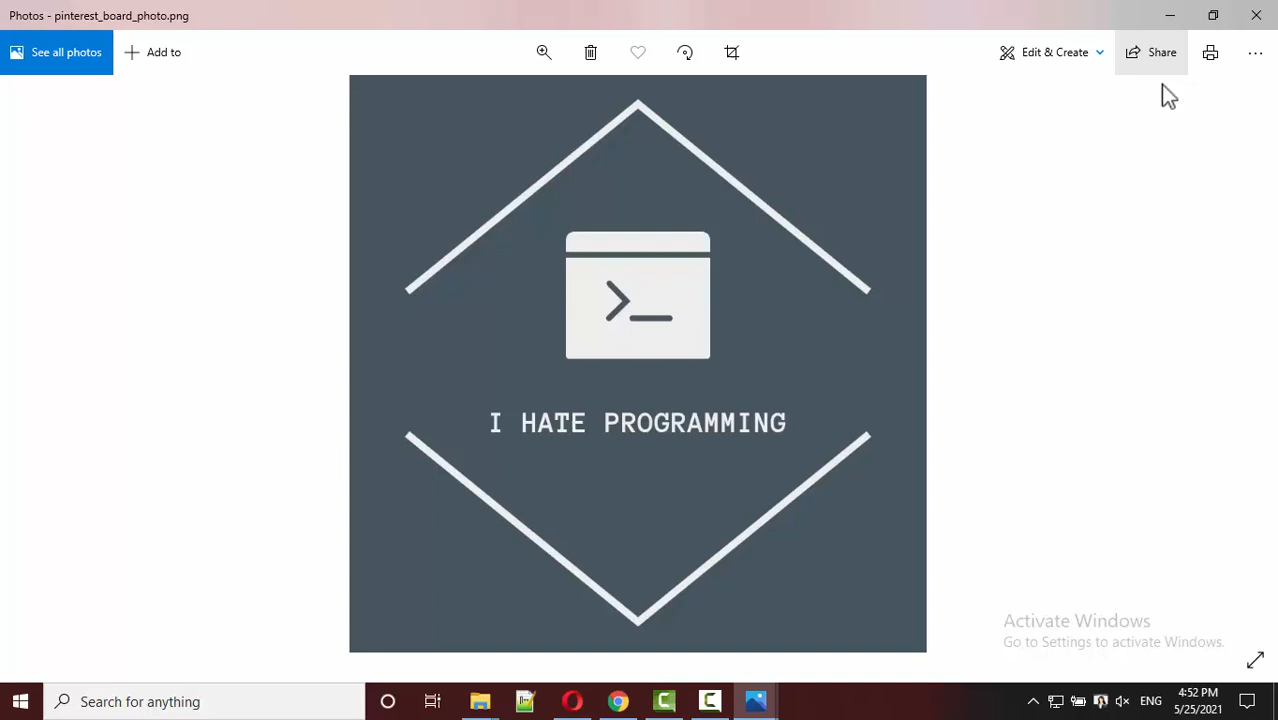 Photos - pinterest_board_photo.png
See all photos
Add to
Edit & Create
Share
>_
I HATE PROGRAMMING
Activate Windows
Go to Settings to activate Windows.
Search for anything
ENG
4:52 PM
5/25/2021